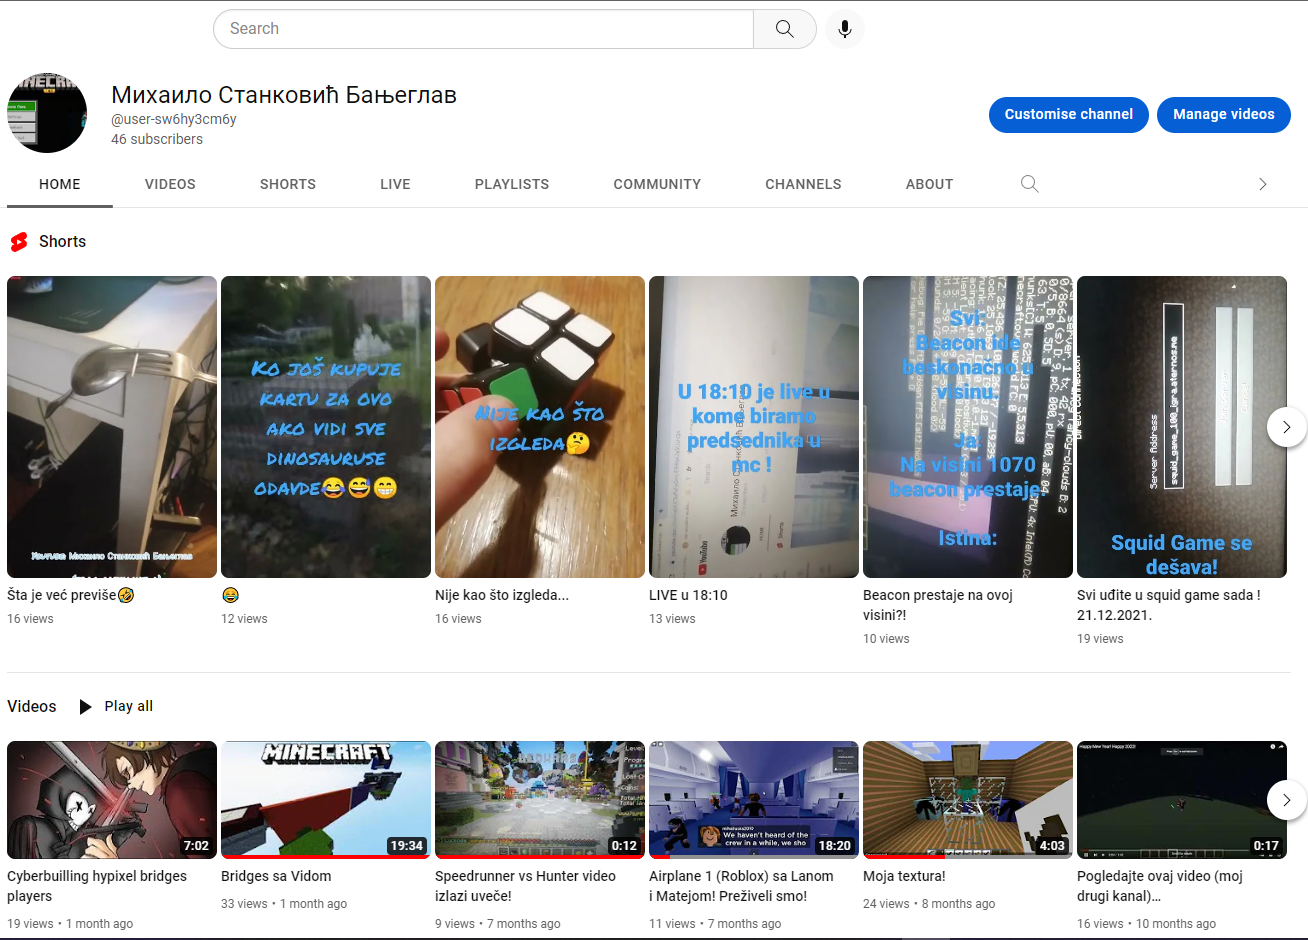 Search
Михаило Станковић Бањеглав
@user-sw6hy3cm6y
46 subscribers
Customise channel
Manage videos
HOME
VIDEOS
SHORTS
LIVE
PLAYLISTS
COMMUNITY
CHANNELS
ABOUT
Shorts
Михаило Станковић Бањеглав
Šta je već previše🤣
16 views
Ko još kupuje
kartu za ovo
ako vidi sve
dinosauruse
odavde😂😅😁
😂
12 views
Nije kao što
izgleda🤔
Nije kao što izgleda...
16 views
U 18:10 je live u
kome biramo
predsednika u
mc !
LIVE u 18:10
13 views
Svi:
Beacon ide
beskonačno u
visinu.
Ja:
Na visini 1070
beacon prestaje.
Istina:
Beacon prestaje na ovoj
visini?!
10 views
Server Address
Squid Game se
dešava!
Svi uđite u squid game sada !
21.12.2021.
19 views
Videos
Play all
7:02
Cyberbuilling hypixel bridges
players
19 views • 1 month ago
MINECRAFT
19:34
Bridges sa Vidom
33 views • 1 month ago
0:12
Speedrunner vs Hunter video
izlazi uveče!
9 views • 7 months ago
We haven't heard of the
crew in a while, we sho
18:20
Airplane 1 (Roblox) sa Lanom
i Matejom! Preživeli smo!
11 views • 7 months ago
4:03
Moja textura!
24 views • 8 months ago
Happy New Year! Happy 2022!
0:17
Pogledajte ovaj video (moj
drugi kanal)...
16 views • 10 months ago